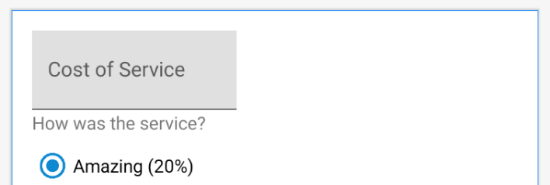 Cost of Service
How was the service?
Amazing (20%)